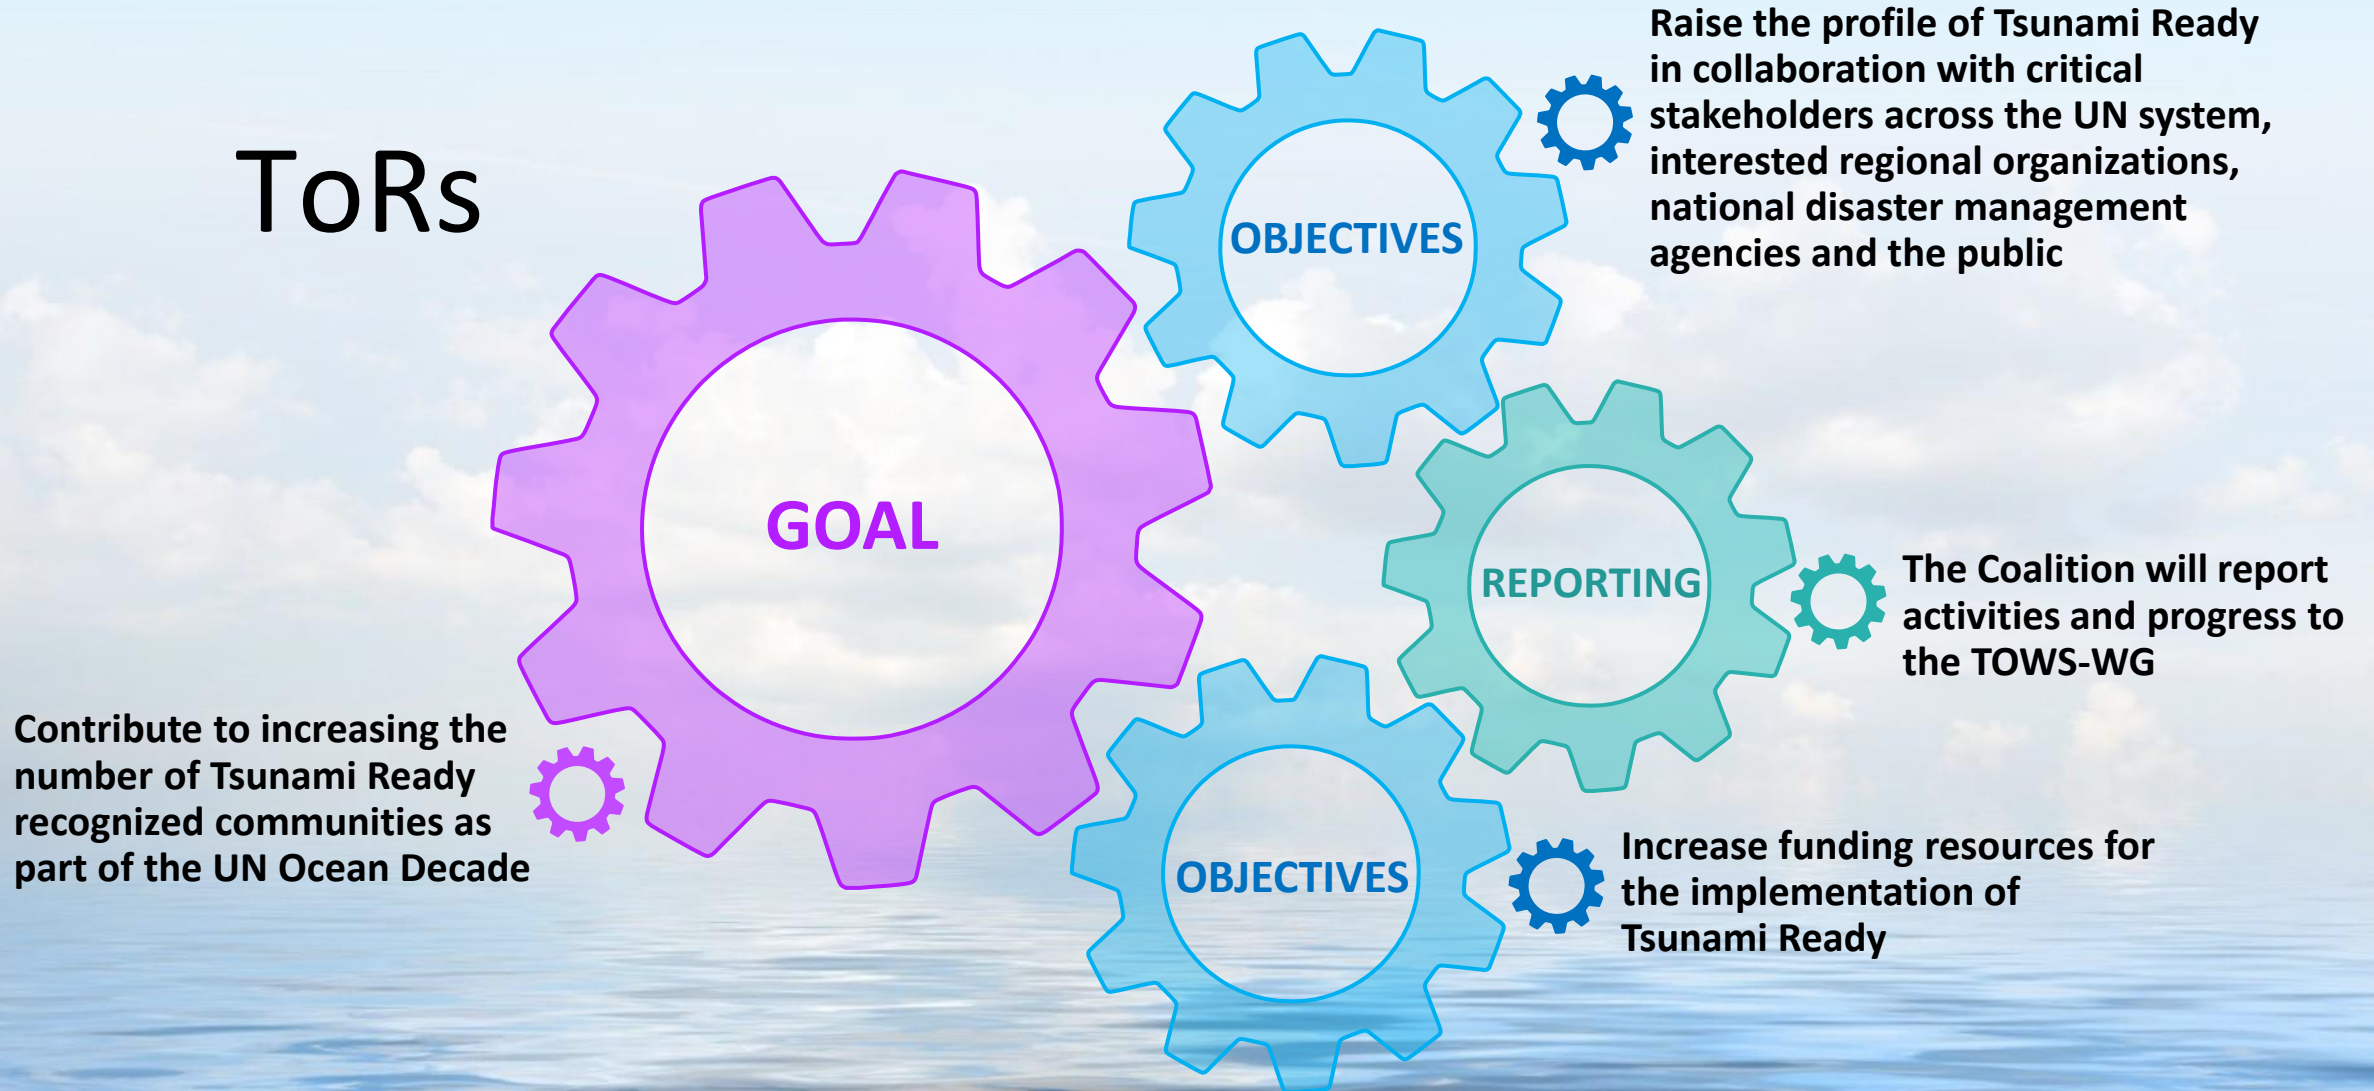 ToRs
GOAL
Contribute to increasing the
number of Tsunami Ready
recognized communities as
part of the UN Ocean Decade
OBJECTIVES
Raise the profile of Tsunami Ready
in collaboration with critical
stakeholders across the UN system,
interested regional organizations,
national disaster management
agencies and the public
REPORTING
The Coalition will report
activities and progress to
the TOWS-WG
OBJECTIVES
Increase funding resources for
the implementation of
Tsunami Ready